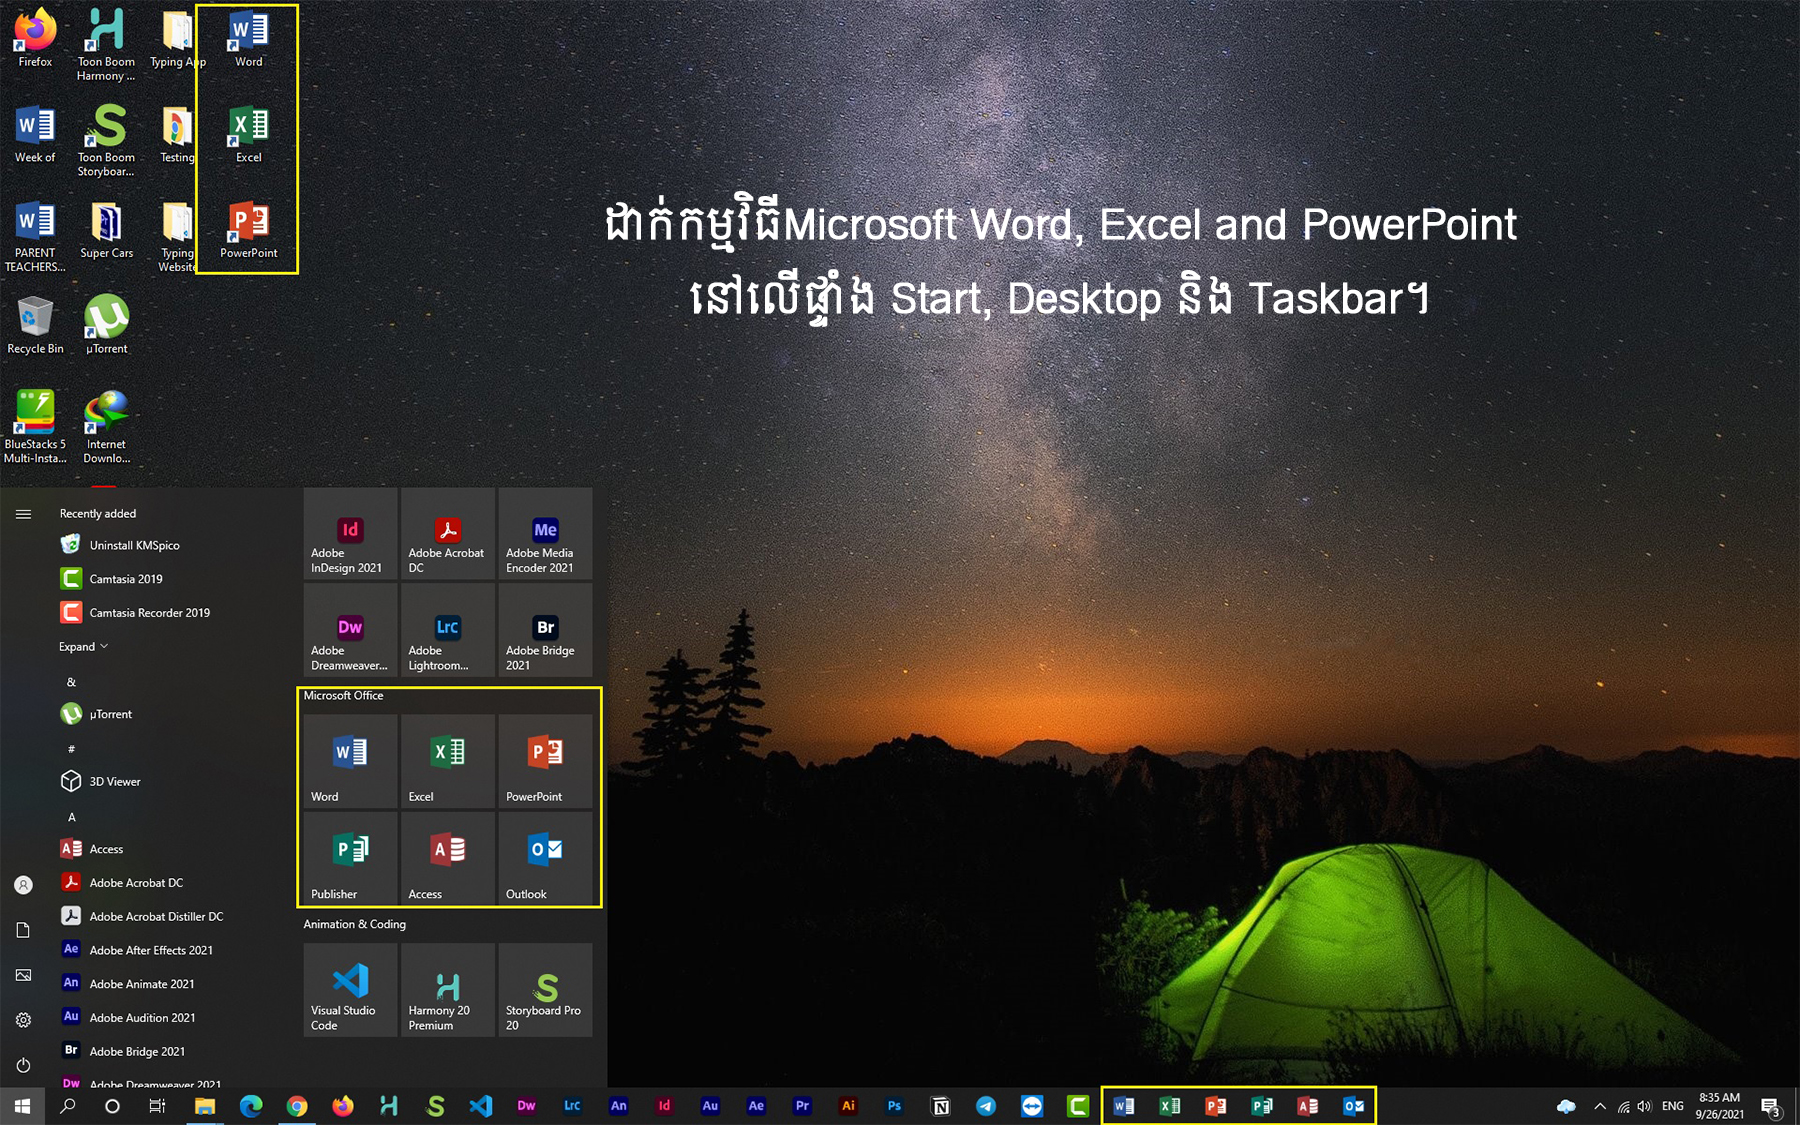 Firefox
Toon Boom
Harmony ...
Typing App
Word
Week of
Toon Boom
Storyboar...
Testing
Excel
PARENT
TEACHERS...
Super Cars
Typing
Website
PowerPoint
Recycle Bin
µTorrent
BlueStacks 5
Multi-Insta...
Internet
Downlo...
ដាក់កម្មវិធីMicrosoft Word, Excel and PowerPoint
នៅលើផ្ទាំង Start, Desktop និង Taskbar។
Recently added
Uninstall KMSpico
Camtasia 2019
Camtasia Recorder 2019
Expand
&
µTorrent
#
3D Viewer
A
Access
Adobe Acrobat DC
Adobe Acrobat Distiller DC
Adobe After Effects 2021
Adobe Animate 2021
Adobe Audition 2021
Adobe Bridge 2021
Adobe Dreamweaver 2021
Adobe
InDesign 2021
Adobe Acrobat
DC
Adobe Media
Encoder 2021
Adobe
Dreamweaver...
Adobe
Lightroom...
Adobe Bridge
2021
Microsoft Office
Word
Excel
PowerPoint
Publisher
Access
Outlook
Animation & Coding
Visual Studio
Code
Harmony 20
Premium
Storyboard Pro
20
ENG
8:35 AM
9/26/2021
3